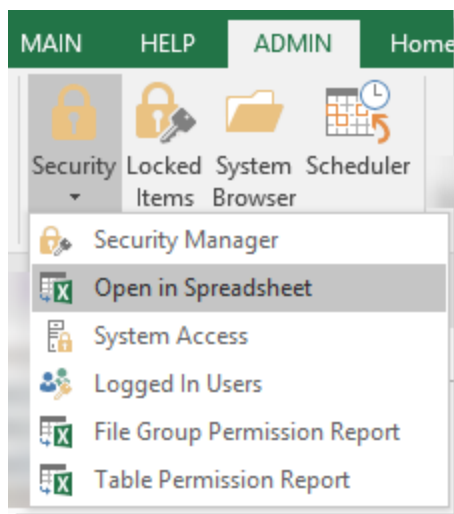 MAIN HELP ADMIN Home
Security Locked System Scheduler
Items Browser
Security Manager
Open in Spreadsheet
System Access
Logged In Users
File Group Permission Report
Table Permission Report